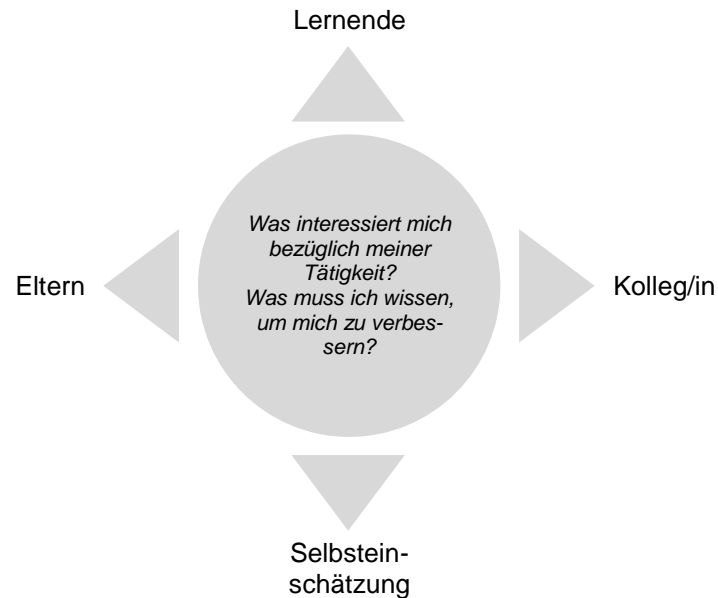 Lernende
Was interessiert mich
bezüglich meiner
Tätigkeit?
Was muss ich wissen,
um mich zu verbes-
sern?
Eltern
Kolleg/in
Selbstein-
schätzung